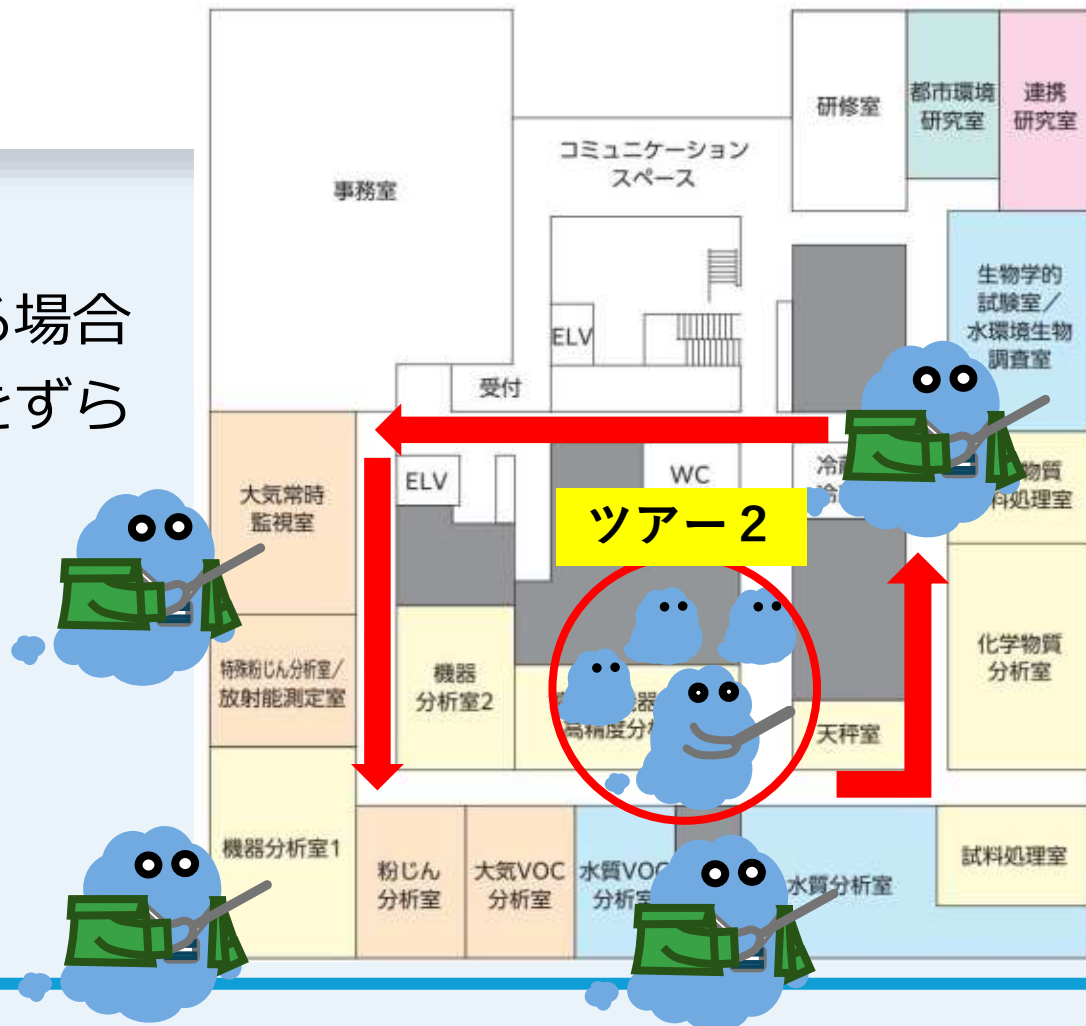 る場合
をずら
事務室
コミュニケーション
スペース
研修室
都市環境
研究室
連携
研究室
生物学的
試験室／
水環境生物
調査室
ELV
受付
大気常時
監視室
ELV
WC
ツアー２
物質
料処理室
特殊粉じん分析室／
放射能測定室
機器
分析室2
高精度分
天秤室
化学物質
分析室
機器分析室1
粉じん
分析室
大気VOC
分析室
水質VOC
分析室
水質分析室
試料処理室